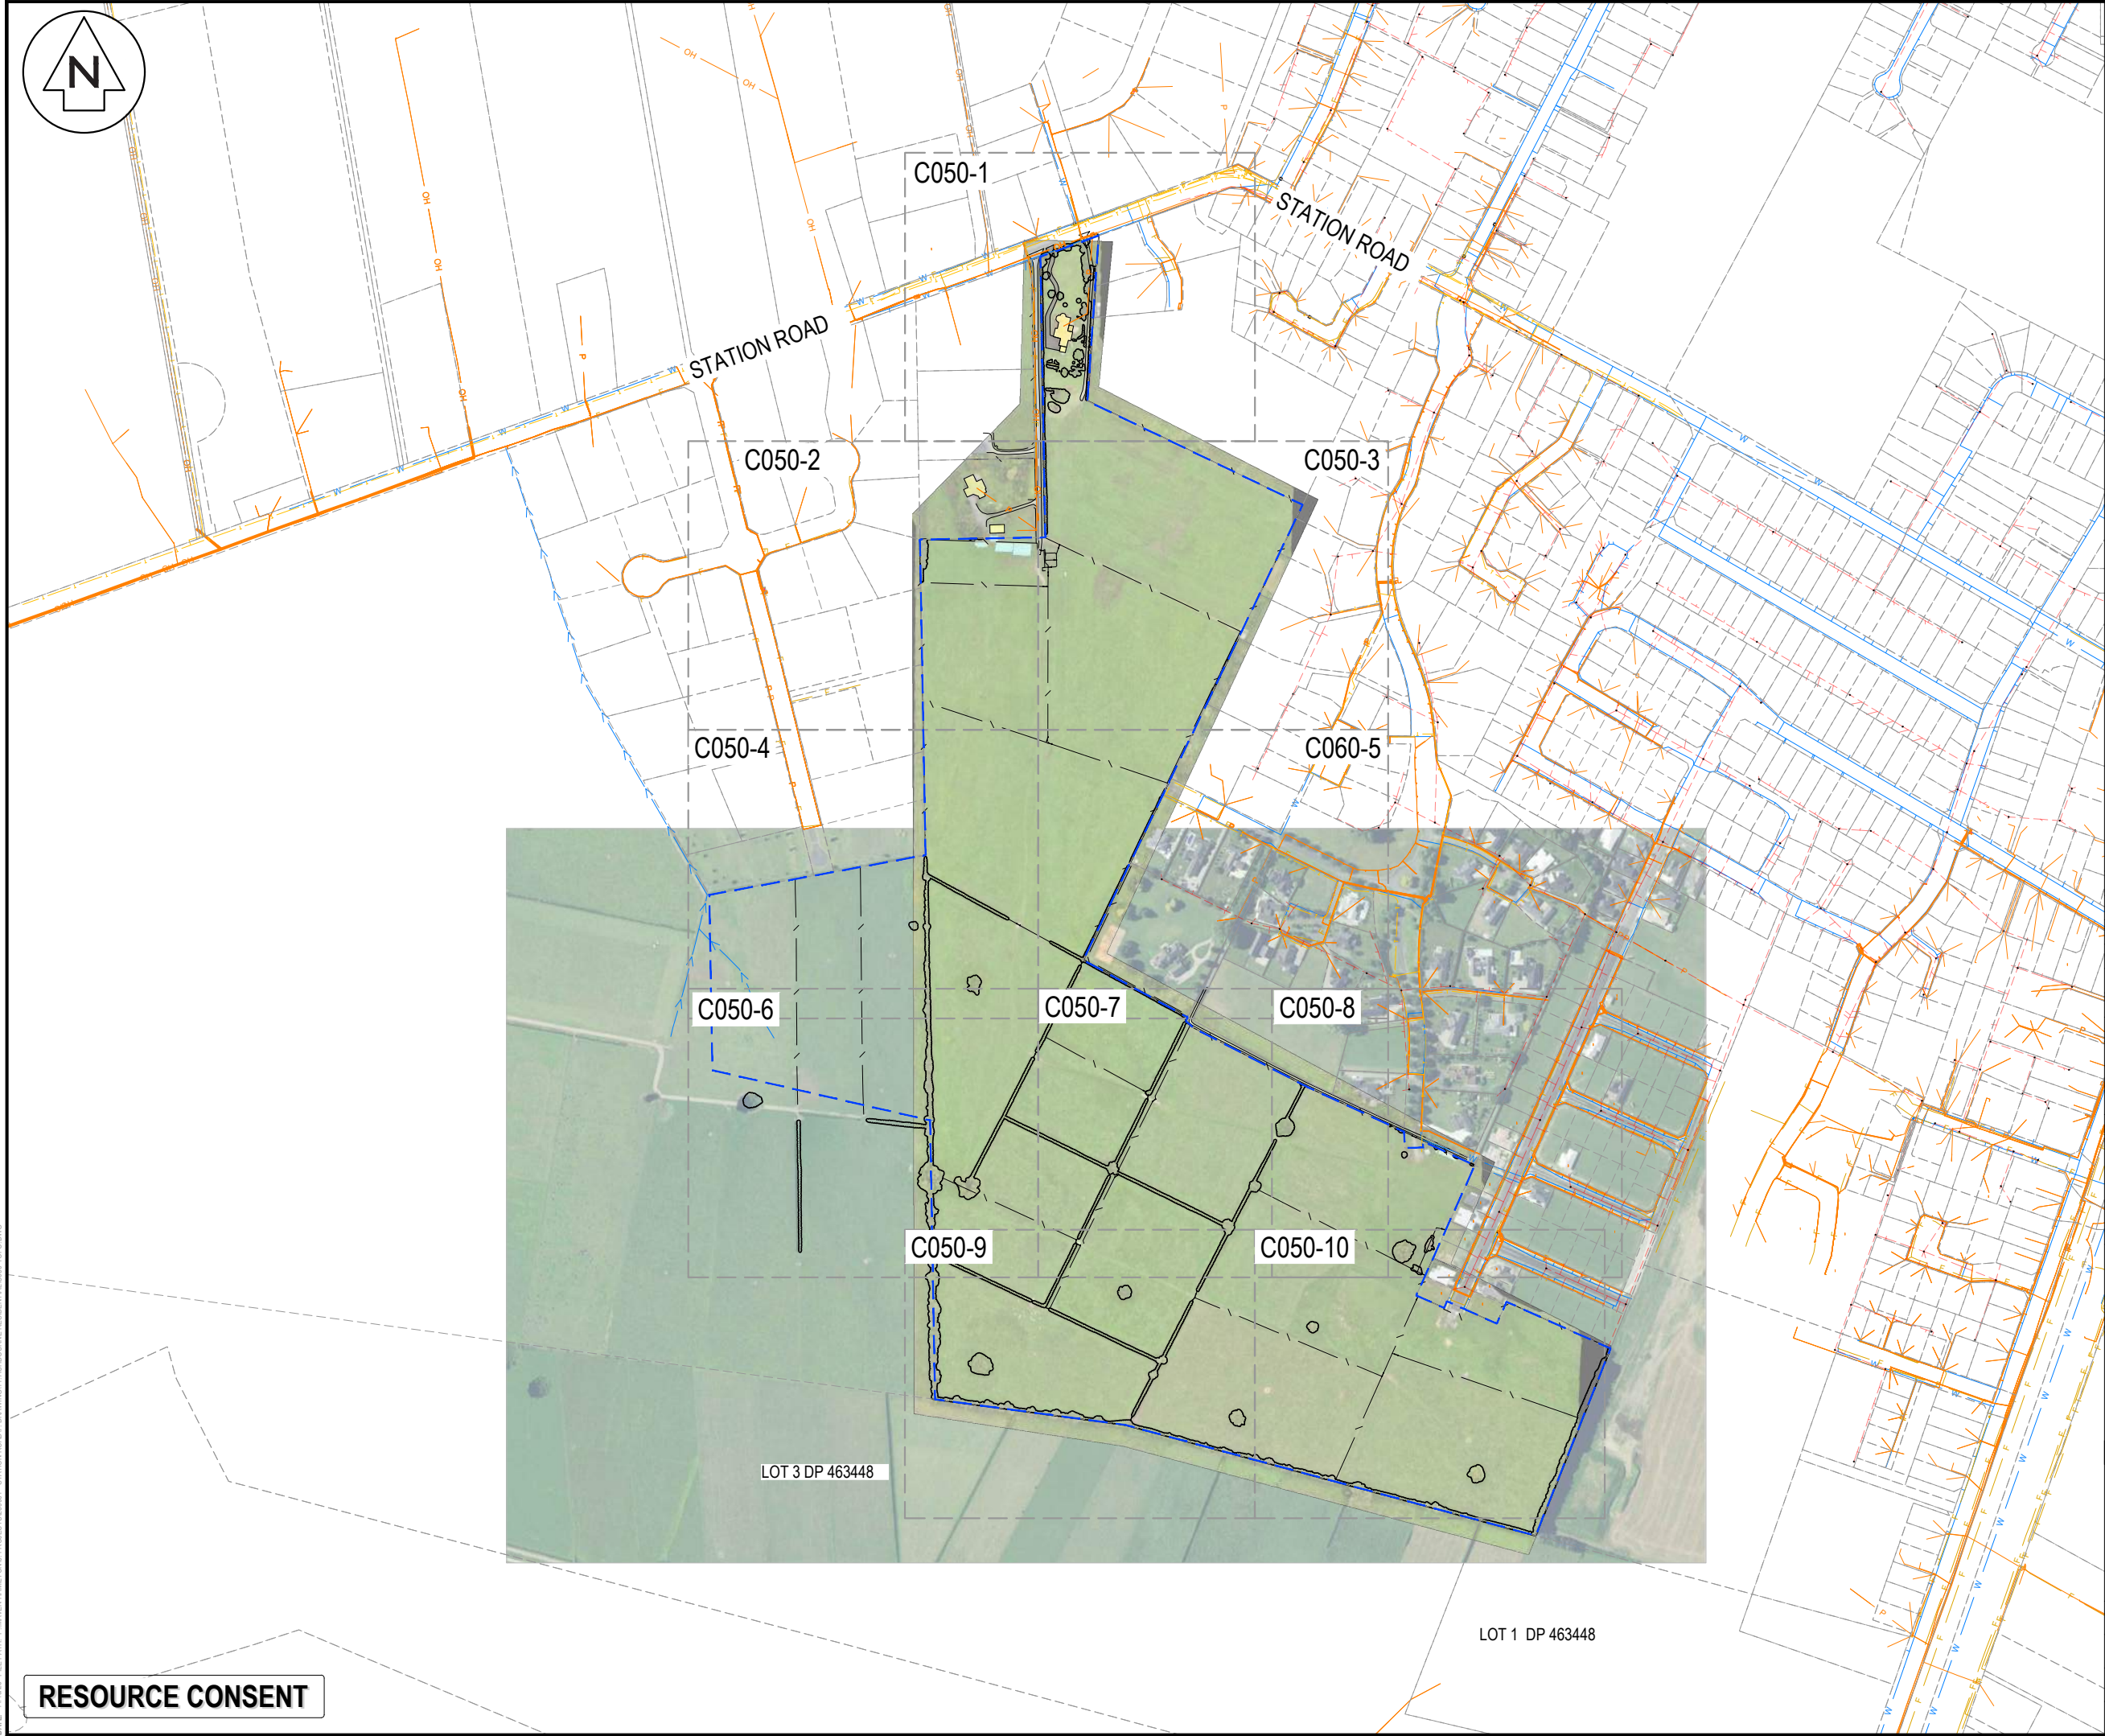 N
C050-1
STATION ROAD
STATION ROAD
C050-2
C050-3
C050-4
C060-5
C050-6
C050-7
C050-8
C050-9
C050-10
LOT 3 DP 463448
LOT 1 DP 463448
RESOURCE CONSENT